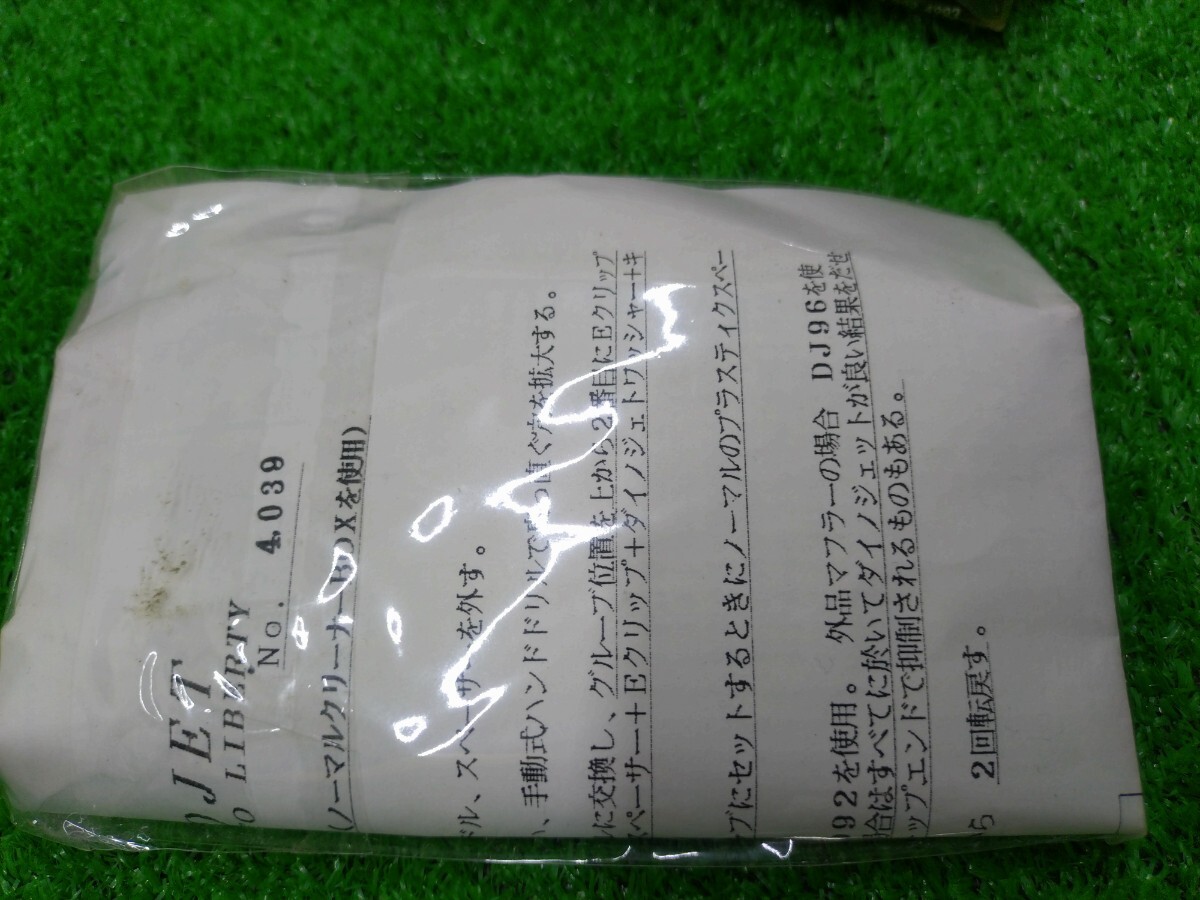 JET
O LIBERTY
No. 4039
(ノーマルクリーナーBOXを使用)
ドル、スペーサーを外す。
い、手動式ハンドドリルで真っ直ぐ穴を拡大する。
ルに交換し、グルーブ位置を上から2番目にEクリップ
スペーサー+Eクリップ+ダイノジェトワッシャー+キ
ブにセットするときにノーマルのプラスティクスペー
92を使用。 外品マフラーの場合 DJ96を使
合はすべてに於いてダイノジェットが良い結果をだせ
ップエンドで抑制されるものもある。
ら 2回転戻す。